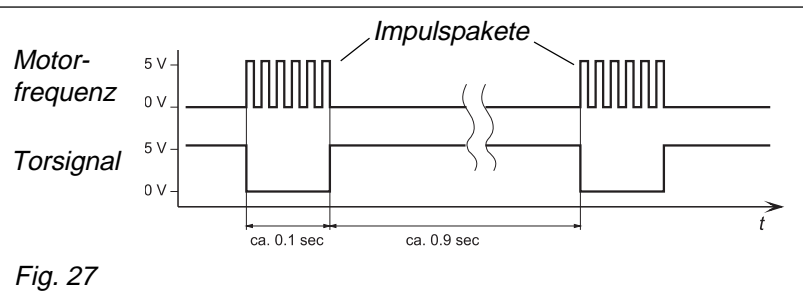 Impulspakete
Motor-
frequenz
5 V
0 V
Torsignal
5 V
0 V
t
ca. 0.1 sec
ca. 0.9 sec
Fig. 27